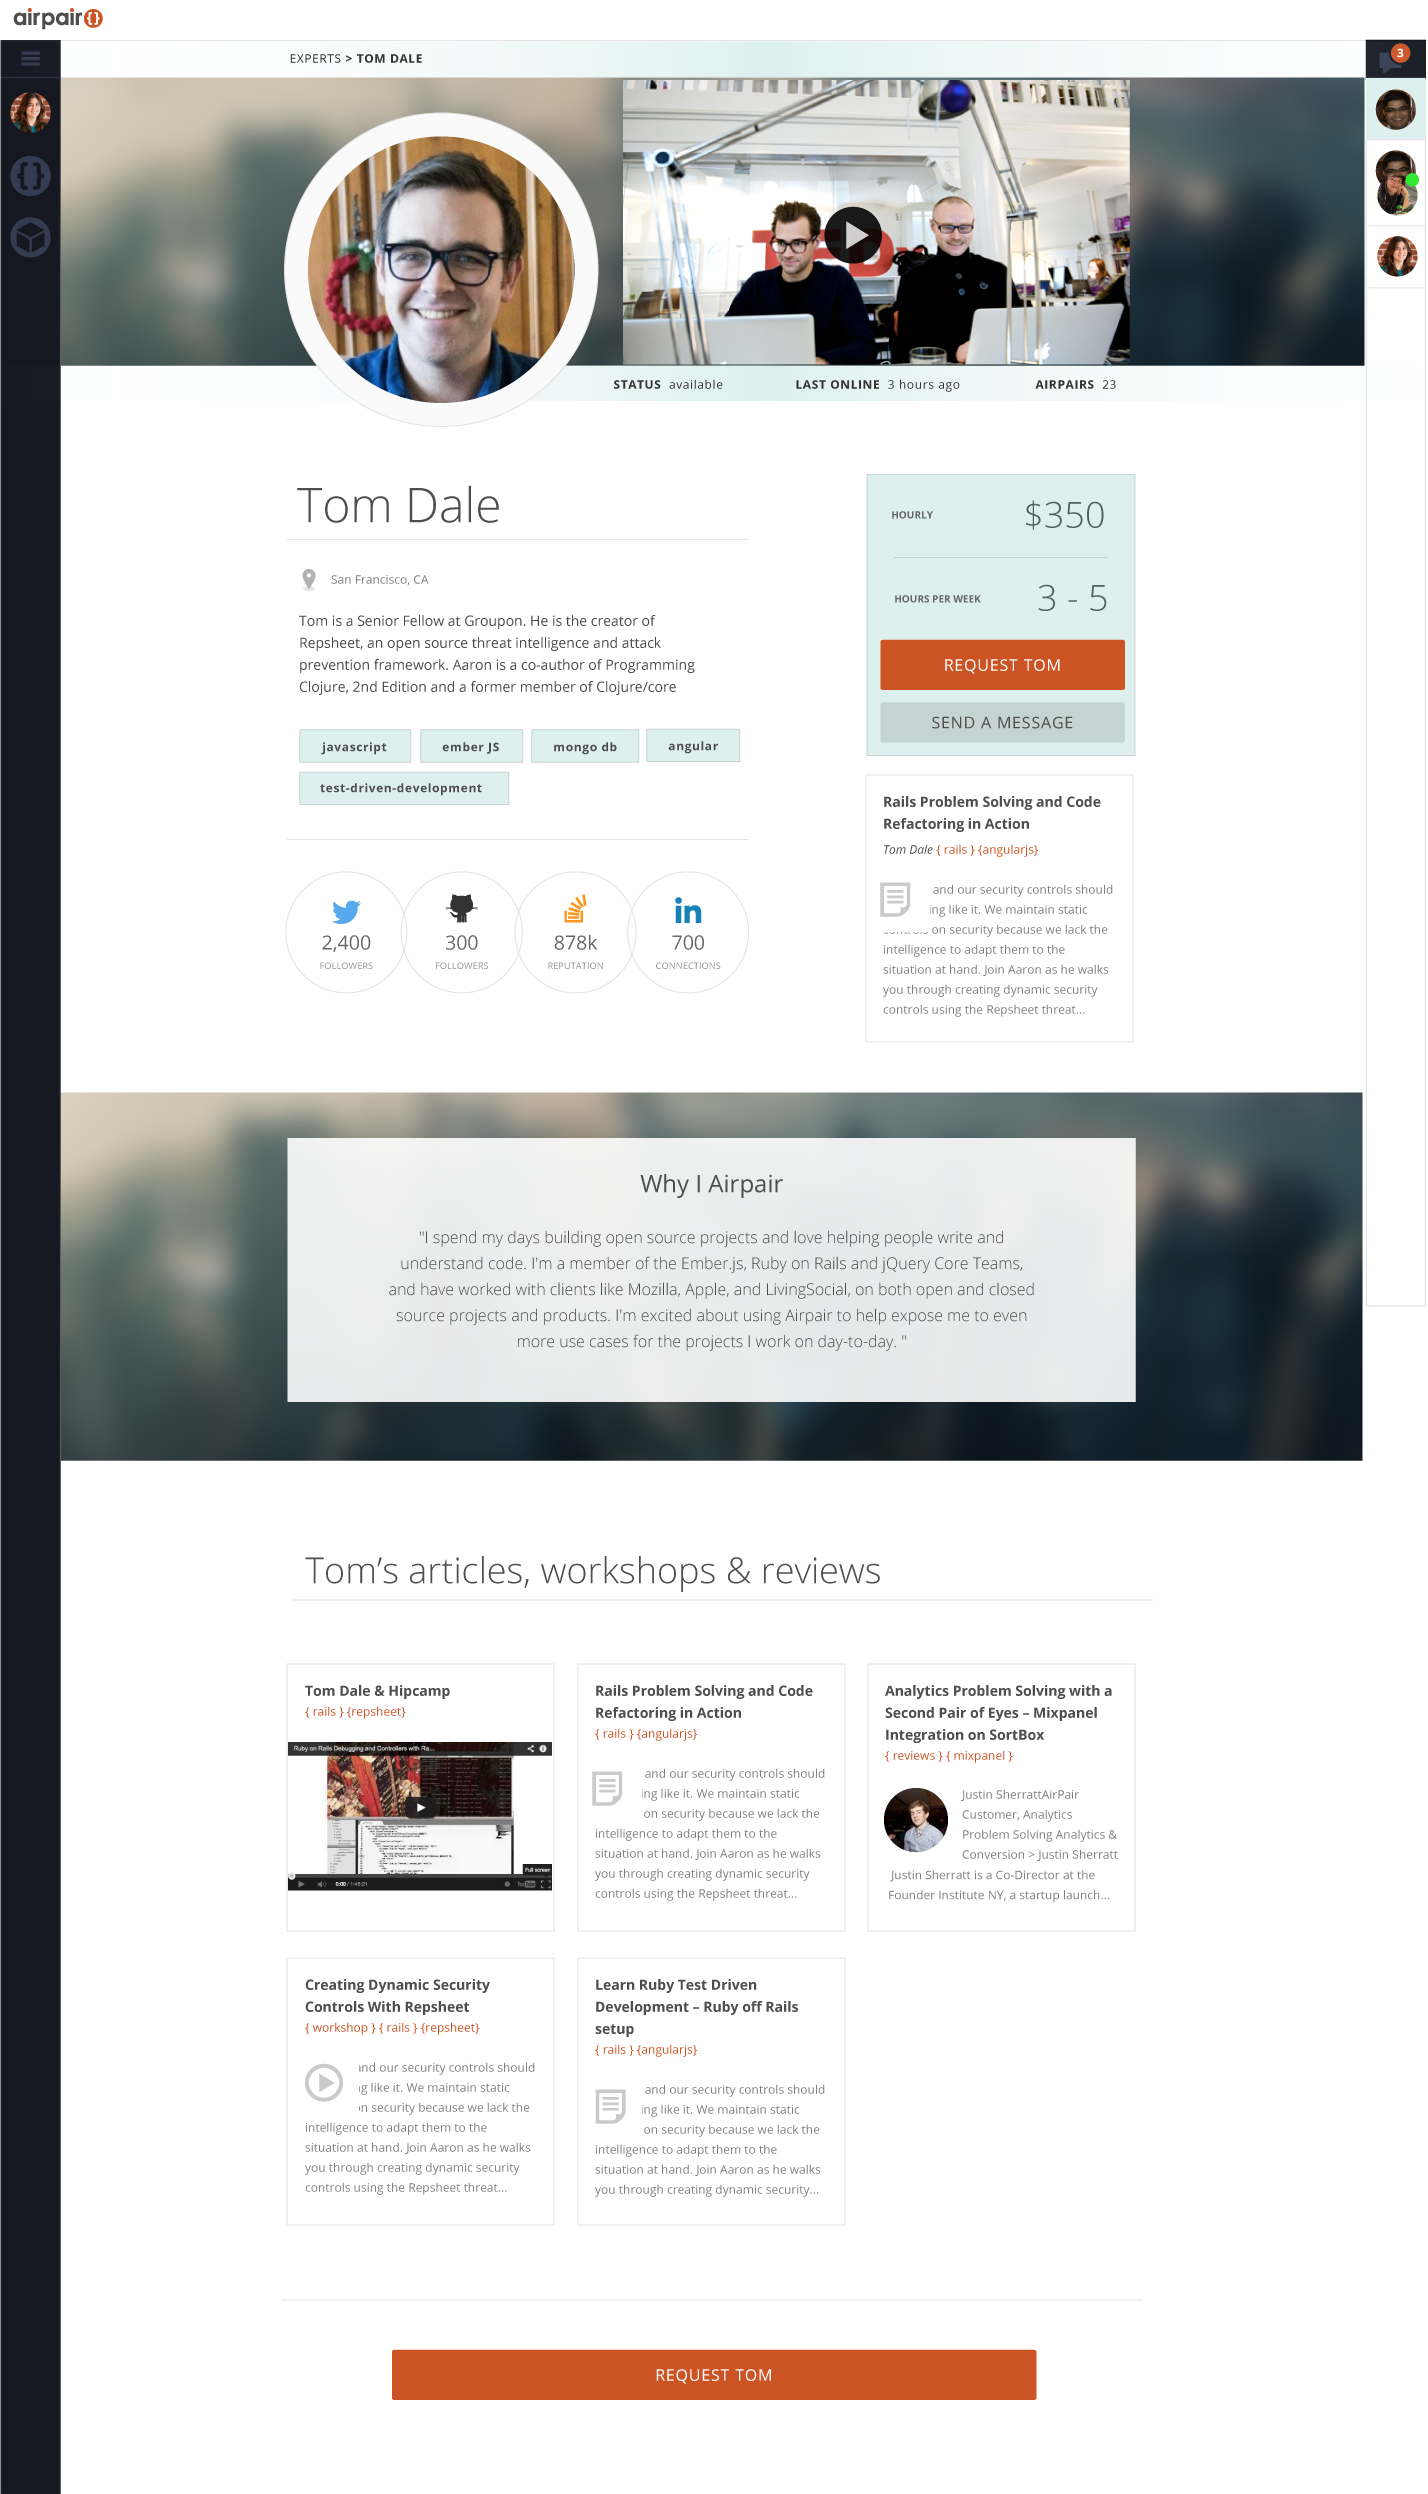 airpair{}
3
EXPERTS > TOM DALE
STATUS available
LAST ONLINE 3 hours ago
AIRPAIRS 23
Tom Dale
San Francisco, CA
Tom is a Senior Fellow at Groupon. He is the creator of
Repsheet, an open source threat intelligence and attack
prevention framework. Aaron is a co-author of Programming
Clojure, 2nd Edition and a former member of Clojure/core
javascript
ember JS
mongo db
angular
test-driven-development
2,400
FOLLOWERS
300
FOLLOWERS
878k
REPUTATION
700
CONNECTIONS
HOURLY
$350
HOURS PER WEEK
3 - 5
REQUEST TOM
SEND A MESSAGE
Rails Problem Solving and Code
Refactoring in Action
Tom Dale { rails } {angularjs}
and our security controls should
ing like it. We maintain static
on security because we lack the
intelligence to adapt them to the
situation at hand. Join Aaron as he walks
you through creating dynamic security
controls using the Repsheet threat...
Why I Airpair
"I spend my days building open source projects and love helping people write and
understand code. I'm a member of the Ember.js, Ruby on Rails and jQuery Core Teams,
and have worked with clients like Mozilla, Apple, and LivingSocial, on both open and closed
source projects and products. I'm excited about using Airpair to help expose me to even
more use cases for the projects I work on day-to-day. "
Tom's articles, workshops & reviews
Tom Dale & Hipcamp
{ rails } {repsheet}
Ruby on Rails Debugging and Controllers with Ra...
Full screen
0:00 / 1:45:21
YouTube
Rails Problem Solving and Code
Refactoring in Action
{ rails } {angularjs}
and our security controls should
ing like it. We maintain static
on security because we lack the
intelligence to adapt them to the
situation at hand. Join Aaron as he walks
you through creating dynamic security
controls using the Repsheet threat...
Analytics Problem Solving with a
Second Pair of Eyes – Mixpanel
Integration on SortBox
{ reviews } { mixpanel }
Justin SherrattAirPair
Customer, Analytics
Problem Solving Analytics &
Conversion > Justin Sherratt
Justin Sherratt is a Co-Director at the
Founder Institute NY, a startup launch...
Creating Dynamic Security
Controls With Repsheet
{ workshop } { rails } {repsheet}
and our security controls should
g like it. We maintain static
n security because we lack the
intelligence to adapt them to the
situation at hand. Join Aaron as he walks
you through creating dynamic security
controls using the Repsheet threat...
Learn Ruby Test Driven
Development – Ruby off Rails
setup
{ rails } {angularjs}
and our security controls should
ing like it. We maintain static
on security because we lack the
intelligence to adapt them to the
situation at hand. Join Aaron as he walks
you through creating dynamic security...
REQUEST TOM